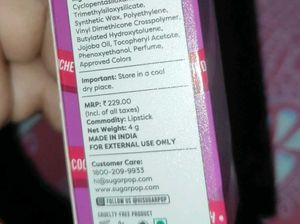 Cyclopentasiloxane,
Trimethylsiloxysilicate,
Synthetic Wax, Polyethylene,
Vinyl Dimethicone Crosspolymer,
Butylated Hydroxytoluene,
Jojoba Oil, Tocopheryl Acetate,
Phenoxyethanol, Perfume,
Approved Colors
Important: Store in a cool
dry place.
MRP: ₹ 229.00
(Incl. of all taxes)
Commodity: Lipstick
Net Weight: 4 g
MADE IN INDIA
FOR EXTERNAL USE ONLY
Customer Care:
1800-209-9933
hi@sugarpop.com
www.sugarpop.com
FOLLOW US @HISUGARPOP
CRUELTY FREE PRODUCT